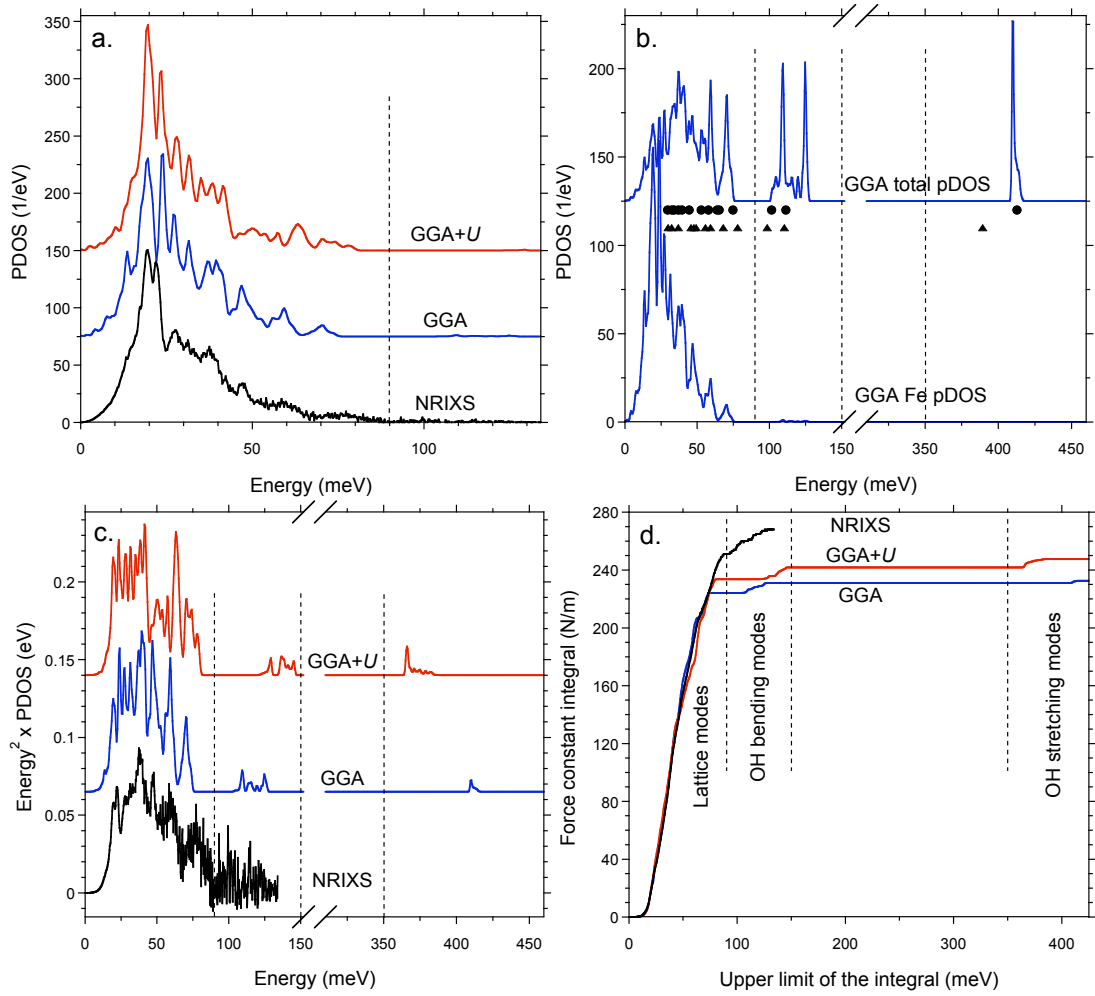 a.
PDOS (1/eV)
350
300
250
200
150
100
50
0
GGA+U
GGA
NRIXS
0
50
100
Energy (meV)
b.
PDOS (1/eV)
200
150
100
50
0
GGA total pDOS
GGA Fe pDOS
0
50
100
150
350
400
450
Energy (meV)
c.
Energy2 x PDOS (eV)
0.2
0.15
0.1
0.05
0
GGA+U
GGA
NRIXS
0
50
100
150
350
400
450
Energy (meV)
d.
Force constant integral (N/m)
280
240
200
160
120
80
40
0
NRIXS
GGA+U
GGA
Lattice modes
OH bending modes
OH stretching modes
0
100
200
300
400
Upper limit of the integral (meV)